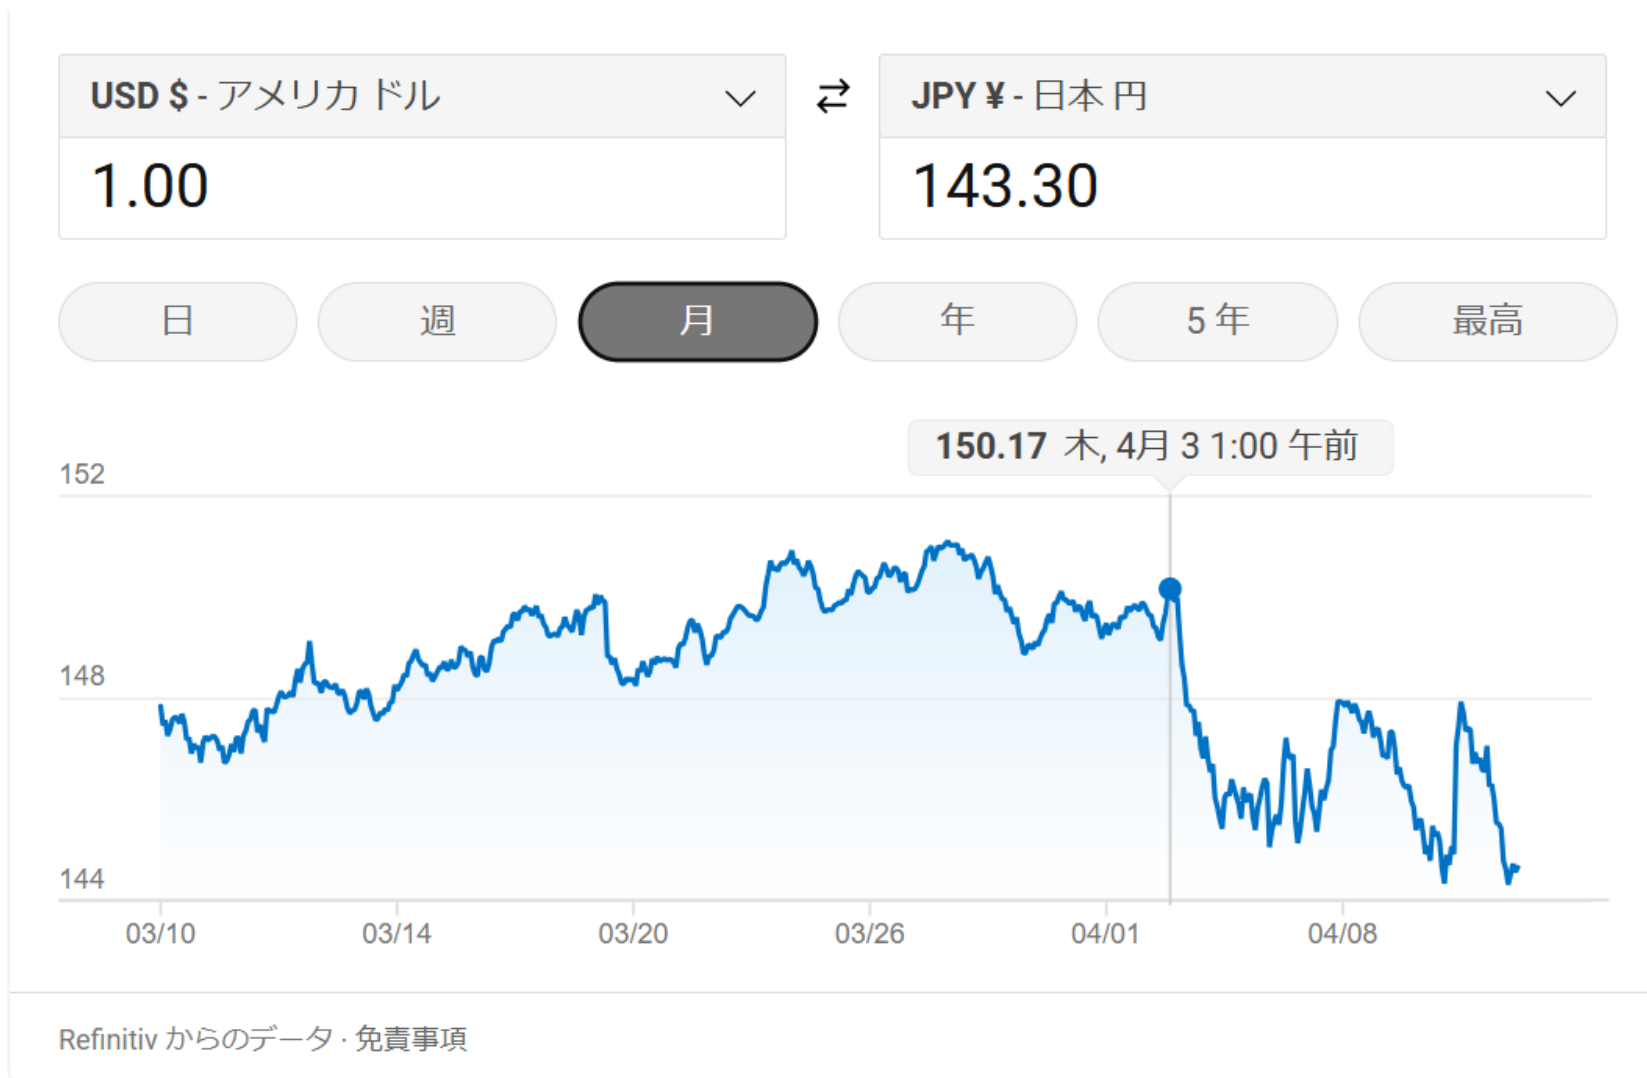 USD $ - アメリカ ドル
JPY ¥ - 日本 円
1.00
143.30
日 週 月 年 5 年 最高
150.17 木, 4月 3 1:00 午前
152
148
144
03/10 03/14 03/20 03/26 04/01 04/08
Refinitiv からのデータ · 免責事項